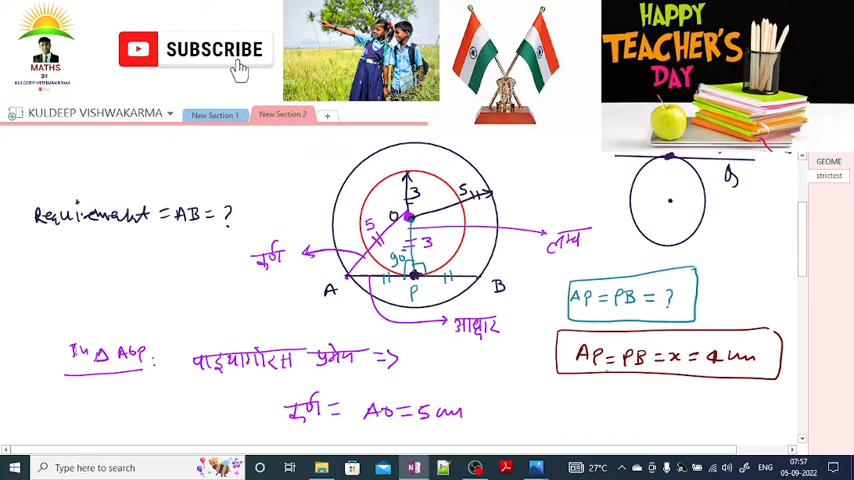 MATHS
BY
KULDEEP VISHWAKARMA
SUBSCRIBE
HAPPY
TEACHER'S
DAY
KULDEEP VISHWAKARMA
New Section 1
New Section 2
+
GEOME
strictest
Requirement = AB = ?
3
5
O
5
3
90°
कर्ण
लम्ब
A
P
B
आधार
B
AP = PB = ?
AP = PB = x = 4 cm
In △ AOP : पाइथागोरस प्रमेय =>
कर्ण = AO = 5 cm
Type here to search
27°C
ENG
07:57
05-09-2022